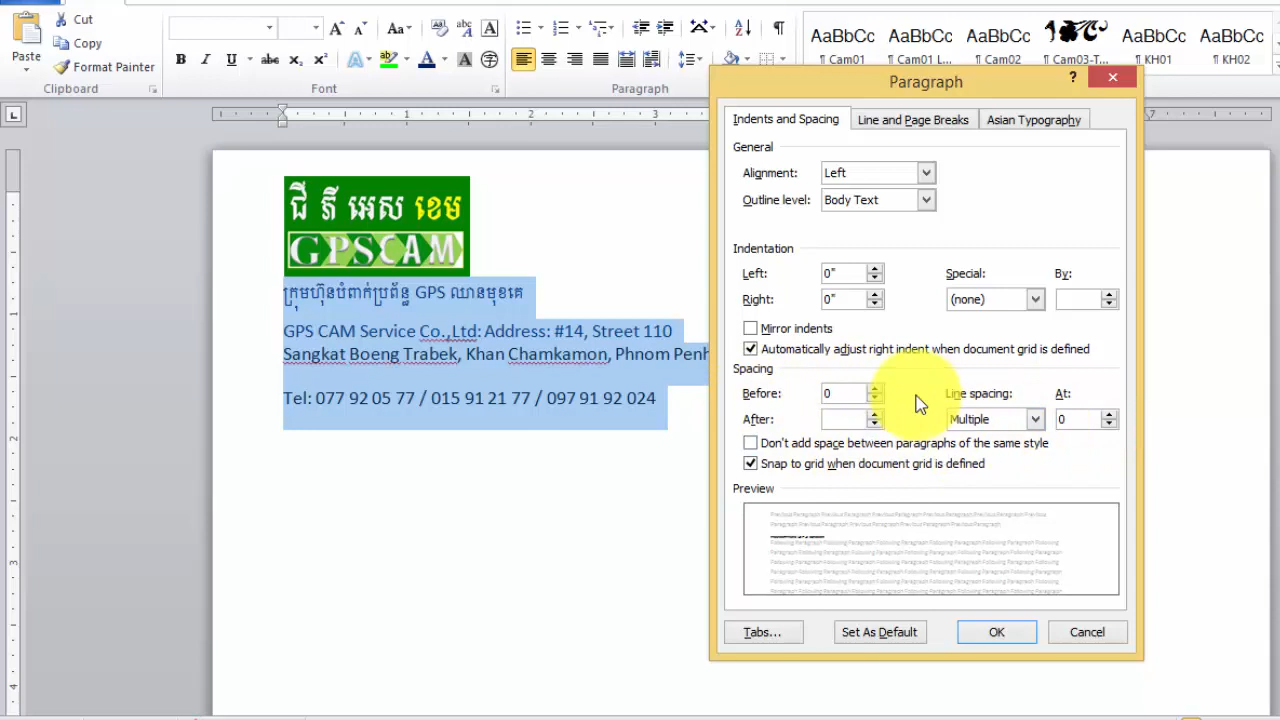 Cut
Copy
Format Painter
Paste
Clipboard
Font
Paragraph
AaBbCc AaBbCc AaBbCc AaBbCc AaBbCc
¶ Cam01 ¶ Cam01 L... ¶ Cam02 ¶ Cam03-T... ¶ KH01 ¶ KH02
Paragraph
Indents and Spacing
Line and Page Breaks
Asian Typography
General
Alignment: Left
Outline level: Body Text
Indentation
Left: 0"
Special:
By:
Right: 0"
(none)
Mirror indents
Automatically adjust right indent when document grid is defined
Spacing
Before: 0
Line spacing:
At:
After:
Multiple
0
Don't add space between paragraphs of the same style
Snap to grid when document grid is defined
Preview
Tabs...
Set As Default
OK
Cancel
1 2 3 7
ជី ភី អេស ខេម
GPSCAM
ក្រុមហ៊ុនបំពាក់ប្រព័ន្ធ GPS ឈានមុខគេ
GPS CAM Service Co.,Ltd: Address: #14, Street 110
Sangkat Boeng Trabek, Khan Chamkamon, Phnom Penh
Tel: 077 92 05 77 / 015 91 21 77 / 097 91 92 024